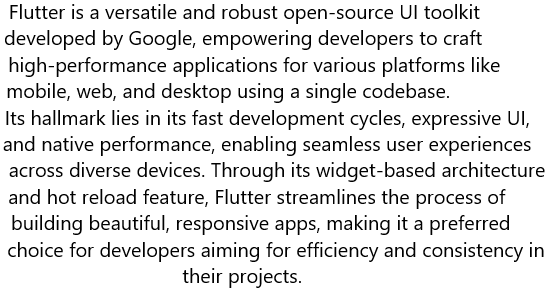 Flutter is a versatile and robust open-source UI toolkit
developed by Google, empowering developers to craft
high-performance applications for various platforms like
mobile, web, and desktop using a single codebase.
Its hallmark lies in its fast development cycles, expressive UI,
and native performance, enabling seamless user experiences
across diverse devices. Through its widget-based architecture
and hot reload feature, Flutter streamlines the process of
building beautiful, responsive apps, making it a preferred
choice for developers aiming for efficiency and consistency in
their projects.